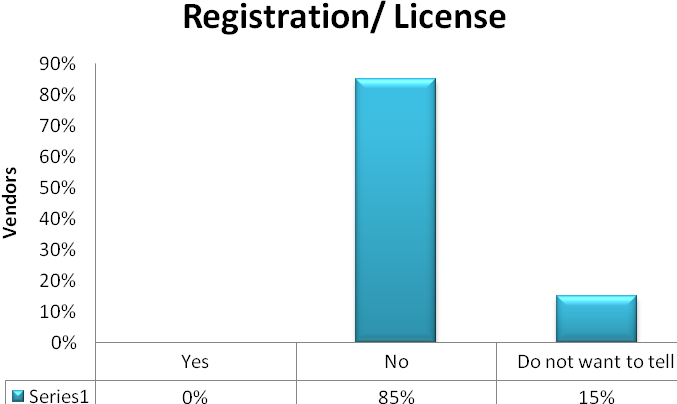 Registration/ License
90%
80%
70%
60%
50%
40%
30%
20%
10%
0%
Vendors
Yes No Do not want to tell
Series1 0% 85% 15%